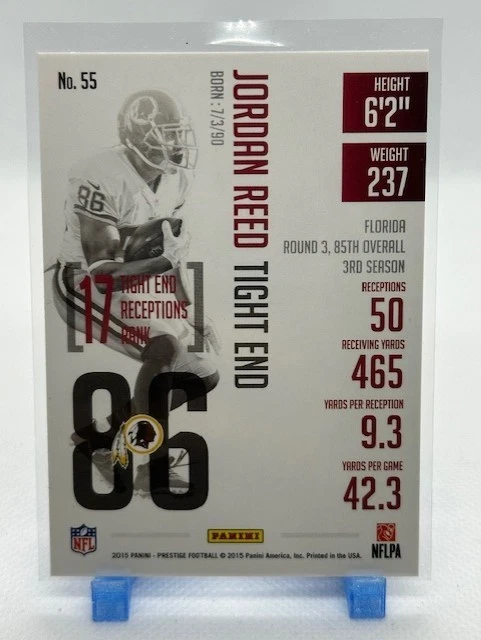 No. 55
86
BORN: 7/3/90
JORDAN REED TIGHT END
17
TIGHT END
RECEPTIONS
RANK
86
HEIGHT
6'2"
WEIGHT
237
FLORIDA
ROUND 3, 85TH OVERALL
3RD SEASON
RECEPTIONS
50
RECEIVING YARDS
465
YARDS PER RECEPTION
9.3
YARDS PER GAME
42.3
NFL
PANINI
NFLPA
2015 PANINI - PRESTIGE FOOTBALL © 2015 Panini America, Inc. Printed in the USA.